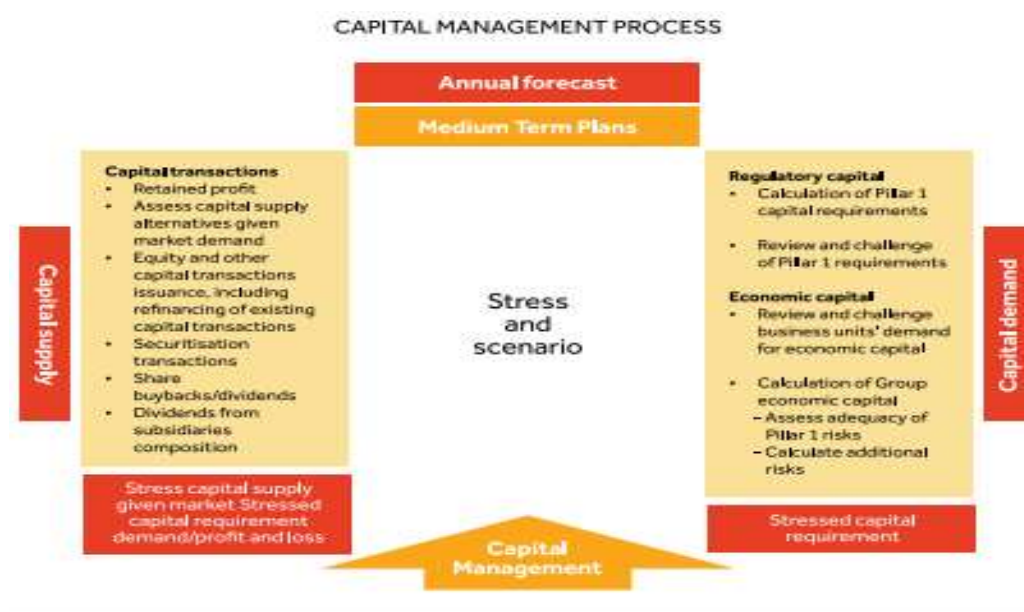 CAPITAL MANAGEMENT PROCESS
Annual forecast
Medium Term Plans
Capital supply
Capital transactions
• Retained profit
• Assess capital supply
alternatives given
market demand
• Equity and other
capital transactions
issuance, including
refinancing of existing
capital transactions
• Securitisation
transactions
• Share
buybacks/dividends
• Dividends from
subsidiaries
composition
Stress capital supply
given market Stressed
capital requirement
demand/profit and loss
Stress
and
scenario
Capital
Management
Regulatory capital
• Calculation of Pillar 1
capital requirements
• Review and challenge
of Pillar 1 requirements
Economic capital
• Review and challenge
business units' demand
for economic capital
• Calculation of Group
economic capital
– Assess adequacy of
Pillar 1 risks
– Calculate additional
risks
Stressed capital
requirement
Capital demand